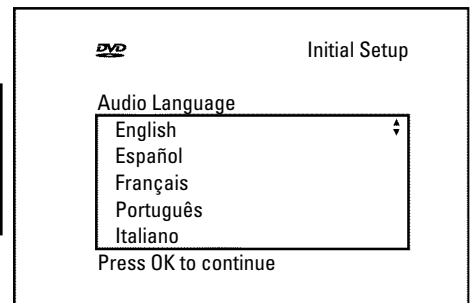 DVD
Initial Setup
Audio Language
English
Español
Français
Português
Italiano
Press OK to continue